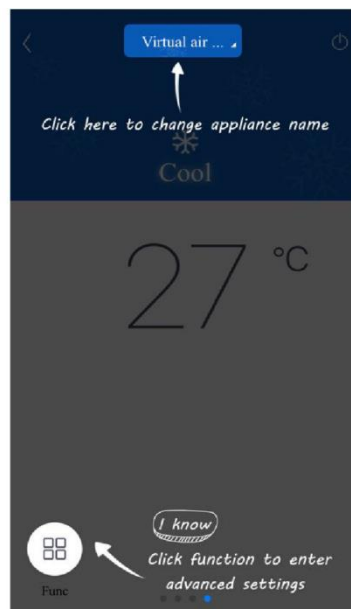 Virtual air ...
Click here to change appliance name
Cool
27 °C
I know
Click function to enter
advanced settings
Func